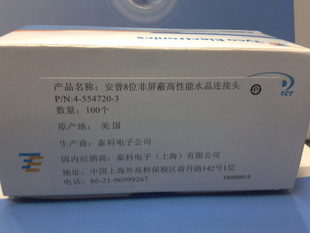 Tyco Electronics
产品名称：安普8位非屏蔽高性能水晶连接头
P/N:4-554720-3
数量：100个
原产地：美国
生产商：泰科电子公司
国内经销商：泰科电子（上海）有限公司
地址：中国上海外高桥保税区荷丹路142号1层
电话：86-21-96999267